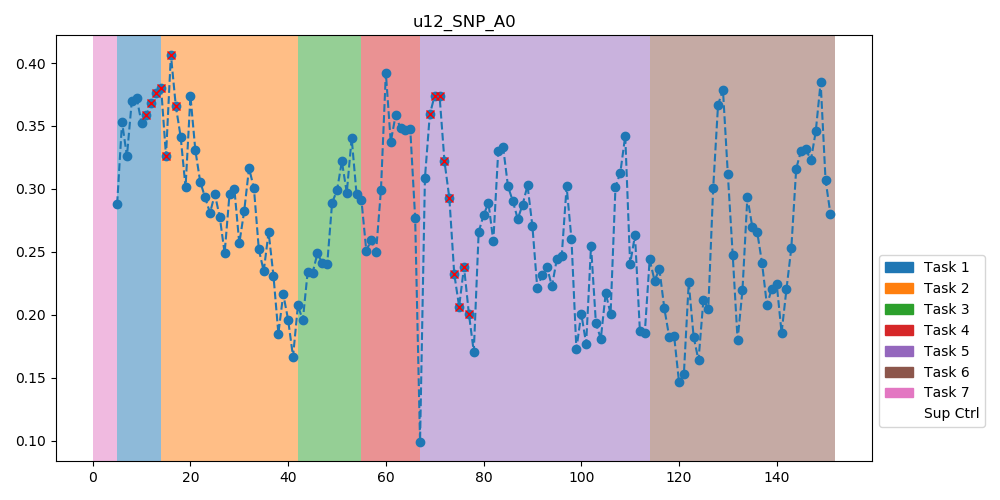 u12_SNP_A0
0.40
0.35
0.30
0.25
0.20
0.15
0.10
0 20 40 60 80 100 120 140
Task 1
Task 2
Task 3
Task 4
Task 5
Task 6
Task 7
Sup Ctrl